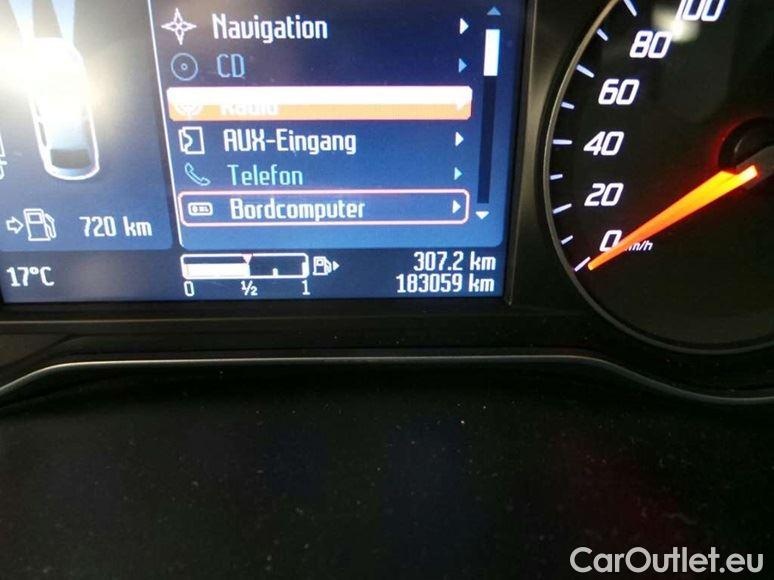 Navigation
CD
Radio
AUX-Eingang
Telefon
Bordcomputer
720 km
17°C
0 ½ 1
307.2 km
183059 km
100
80
60
40
20
0
km/h
CarOutlet.eu